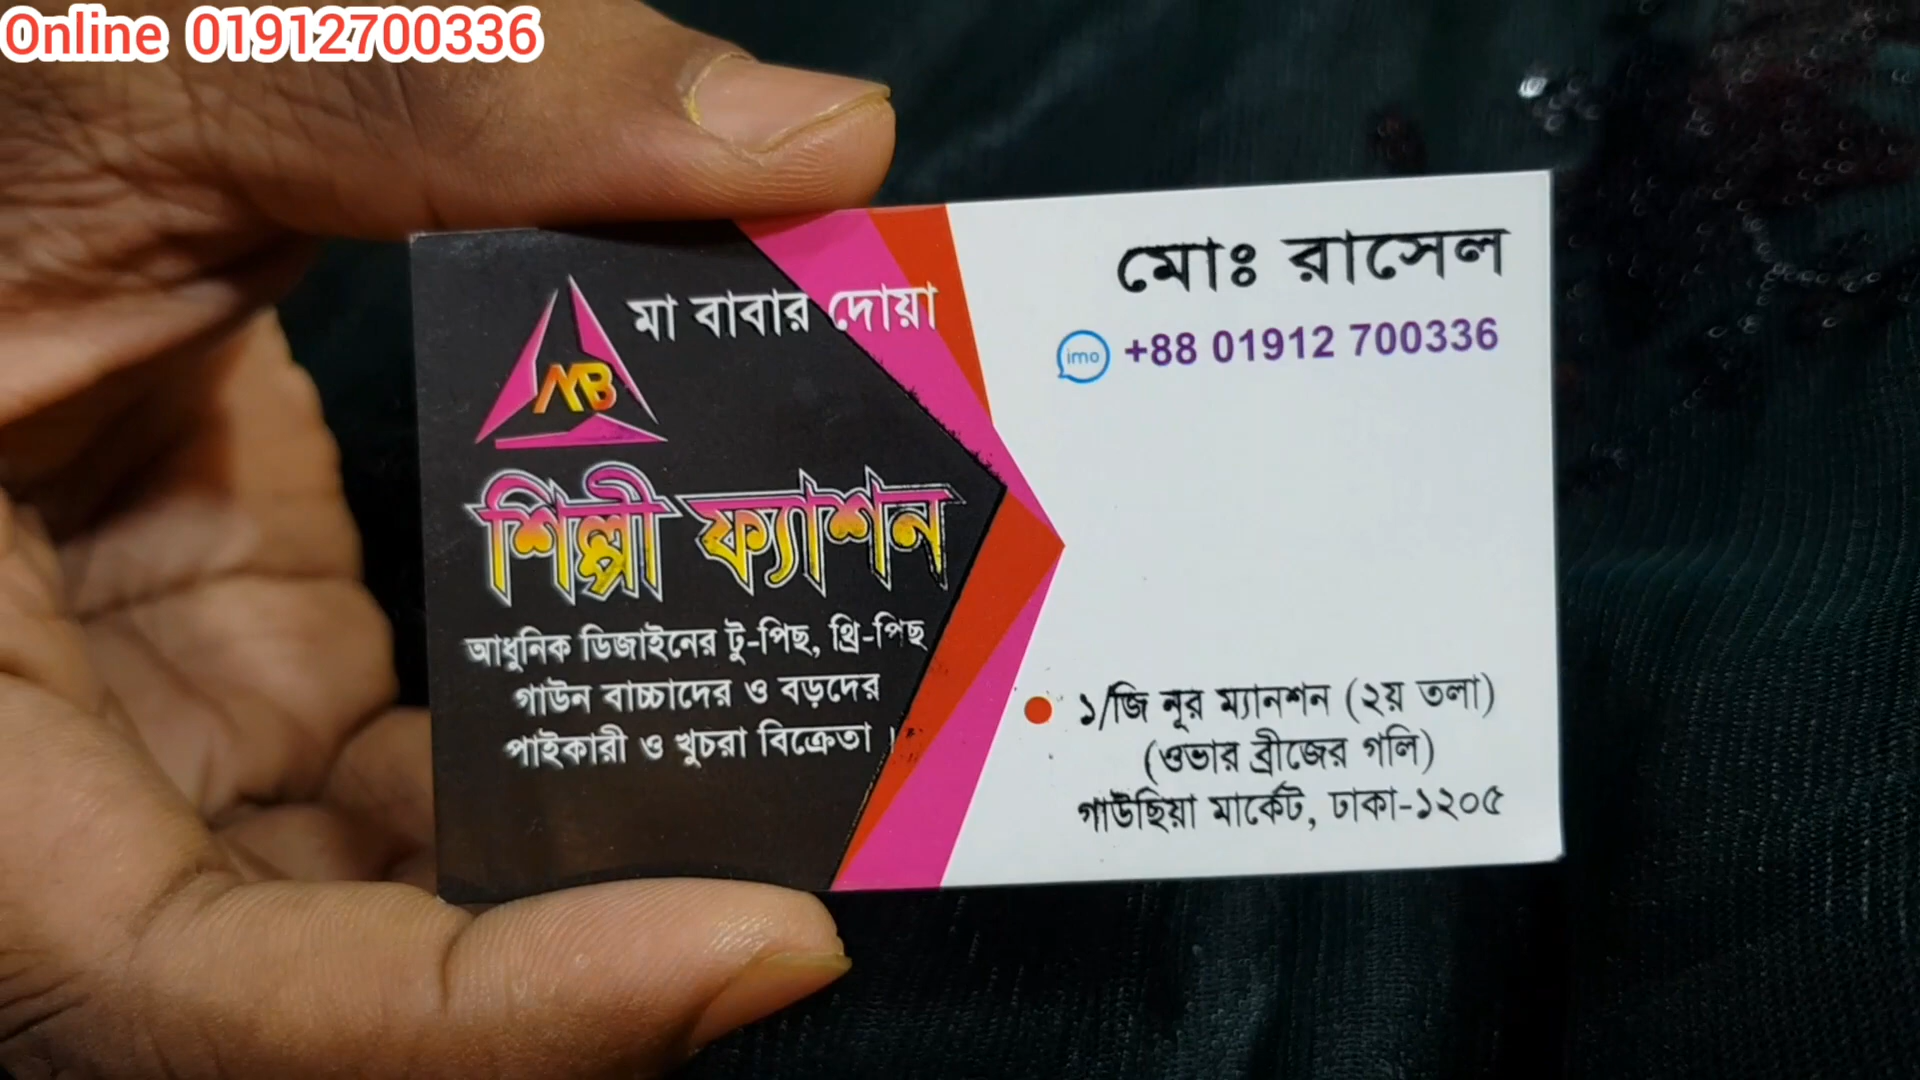 Online 01912700336
মা বাবার দোয়া
MB
শিল্পী ফ্যাশন
আধুনিক ডিজাইনের টু-পিছ, থ্রি-পিছ
গাউন বাচ্চাদের ও বড়দের
পাইকারী ও খুচরা বিক্রেতা।
মোঃ রাসেল
imo +88 01912 700336
১/জি নূর ম্যানশন (২য় তলা)
(ওভার ব্রীজের গলি)
গাউছিয়া মার্কেট, ঢাকা-১২০৫